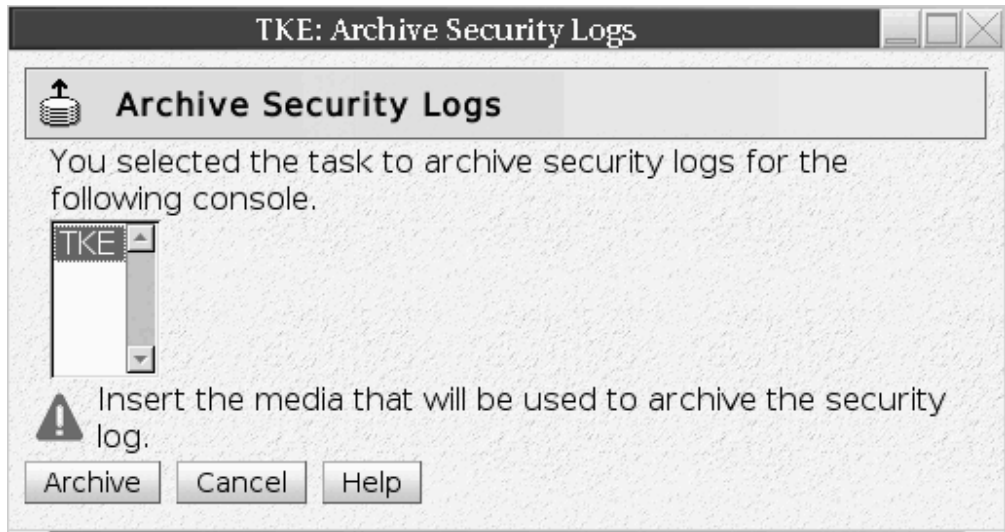 TKE: Archive Security Logs
Archive Security Logs
You selected the task to archive security logs for the
following console.
TKE
Insert the media that will be used to archive the security
log.
Archive Cancel Help